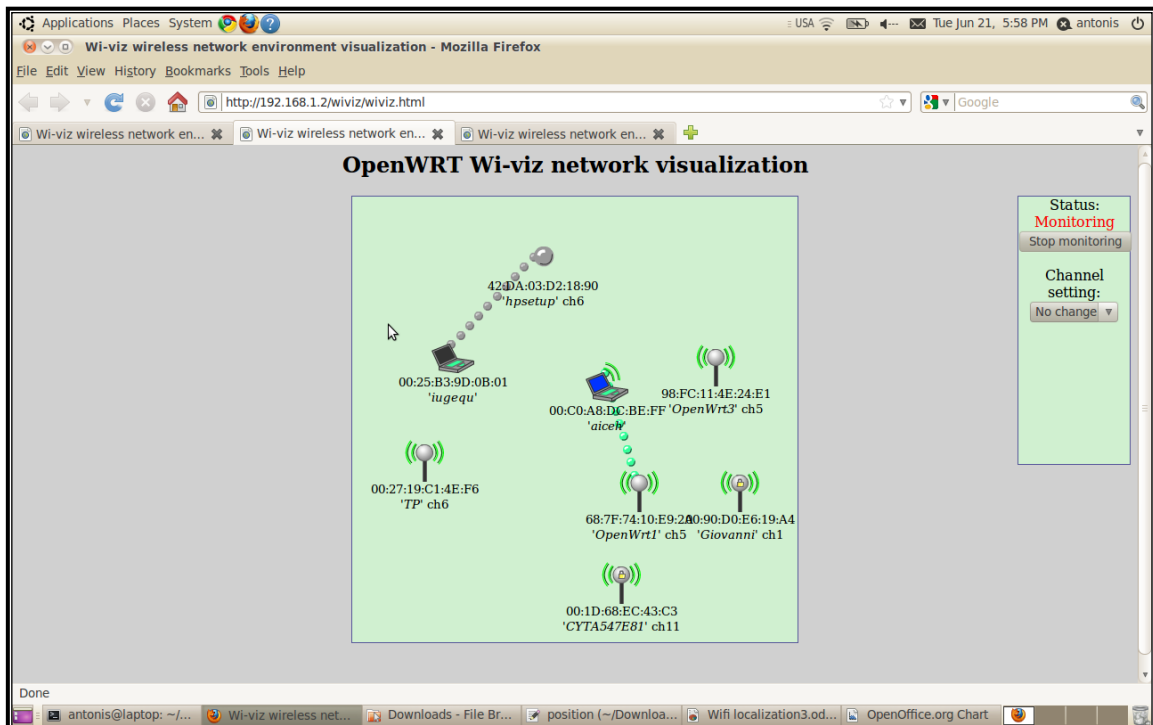 Applications Places System USA Tue Jun 21, 5:58 PM antonis
Wi-viz wireless network environment visualization - Mozilla Firefox
File Edit View History Bookmarks Tools Help
http://192.168.1.2/wiviz/wiviz.html Google
Wi-viz wireless network en... Wi-viz wireless network en... Wi-viz wireless network en...
OpenWRT Wi-viz network visualization
Status:
Monitoring
Stop monitoring
Channel
setting:
No change
42:DA:03:D2:18:90
'hpsetup' ch6
00:25:B3:9D:0B:01
'iugequ'
00:C0:A8:DC:BE:FF
'aiceh'
98:FC:11:4E:24:E1
'OpenWrt3' ch5
00:27:19:C1:4E:F6
'TP' ch6
68:7F:74:10:E9:2A
'OpenWrt1' ch5
00:90:D0:E6:19:A4
'Giovanni' ch1
00:1D:68:EC:43:C3
'CYTA547E81' ch11
Done
antonis@laptop: ~/... Wi-viz wireless net... Downloads - File Br... position (~/Downloa... Wifi localization3.od... OpenOffice.org Chart